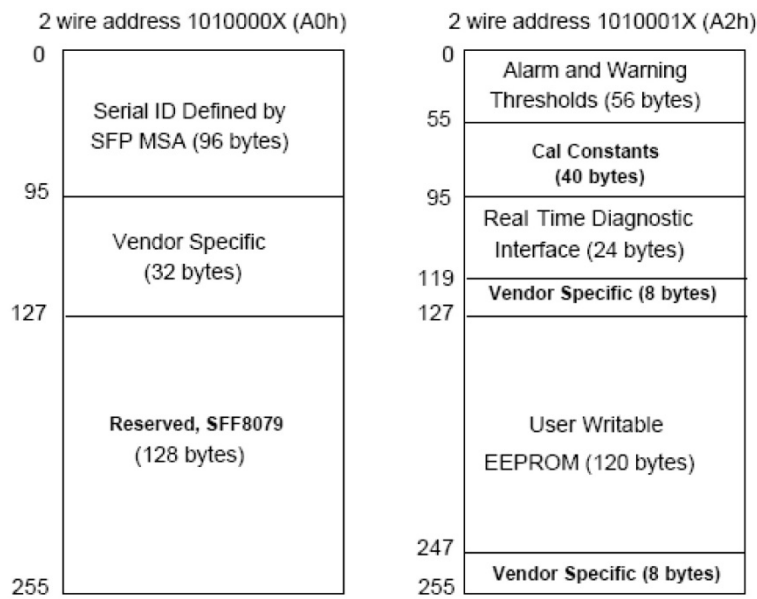 2 wire address 1010000X (A0h)
0
Serial ID Defined by
SFP MSA (96 bytes)
95
Vendor Specific
(32 bytes)
127
Reserved, SFF8079
(128 bytes)
255
2 wire address 1010001X (A2h)
0
Alarm and Warning
Thresholds (56 bytes)
55
Cal Constants
(40 bytes)
95
Real Time Diagnostic
Interface (24 bytes)
119
Vendor Specific (8 bytes)
127
User Writable
EEPROM (120 bytes)
247
Vendor Specific (8 bytes)
255